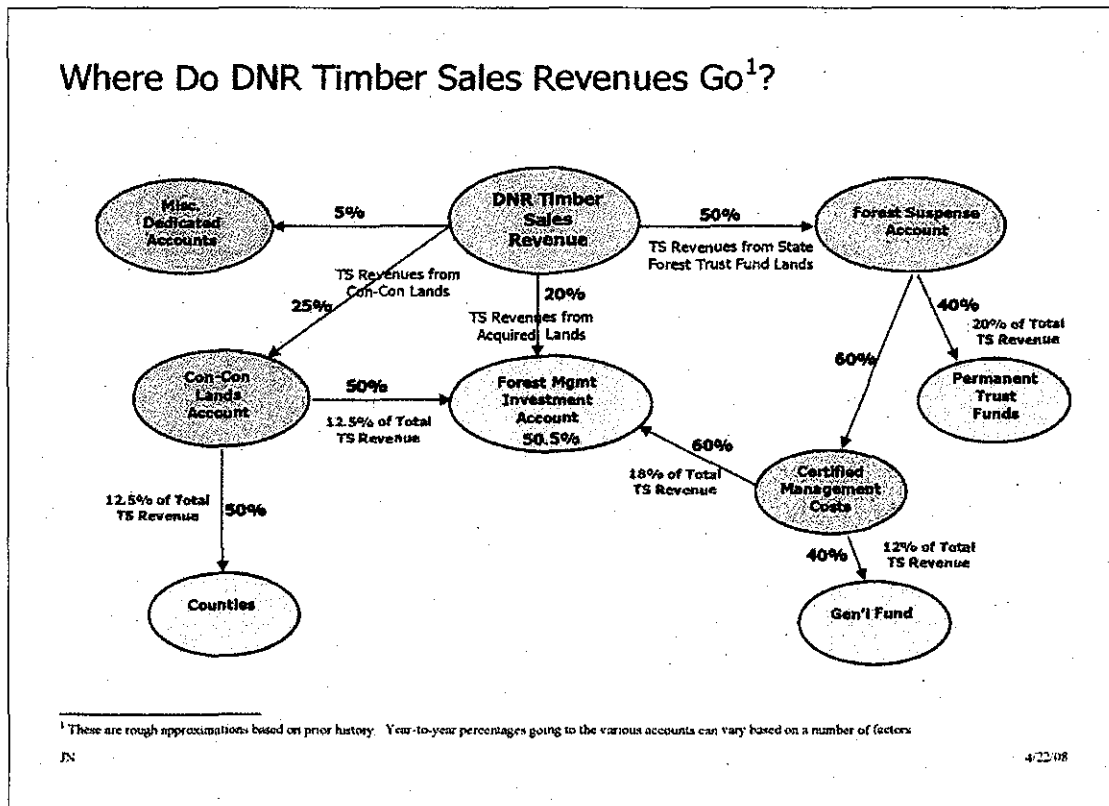 Where Do DNR Timber Sales Revenues Go¹?
Misc.
Dedicated
Accounts
5%
DNR Timber
Sales
Revenue
50%
TS Revenues from State
Forest Trust Fund Lands
Forest Suspense
Account
TS Revenues from
Con-Con Lands
25%
20%
TS Revenues from
Acquired Lands
40%
20% of Total
TS Revenue
60%
Con-Con
Lands
Account
50%
12.5% of Total
TS Revenue
Forest Mgmt
Investment
Account
50.5%
Permanent
Trust
Funds
60%
18% of Total
TS Revenue
Certified
Management
Costs
12.5% of Total
TS Revenue
50%
40%
12% of Total
TS Revenue
Counties
Gen'l Fund
¹ These are rough approximations based on prior history. Year-to-year percentages going to the various accounts can vary based on a number of factors
JN
4/22/08